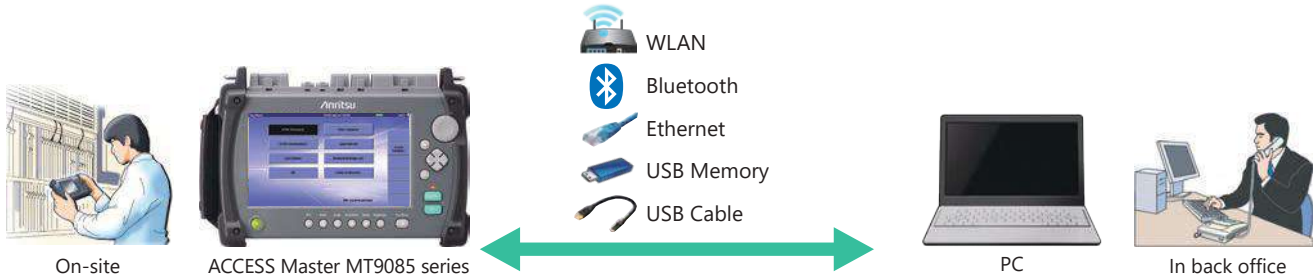 WLAN
Bluetooth
Ethernet
USB Memory
USB Cable
Anritsu
On-site
ACCESS Master MT9085 series
PC
In back office